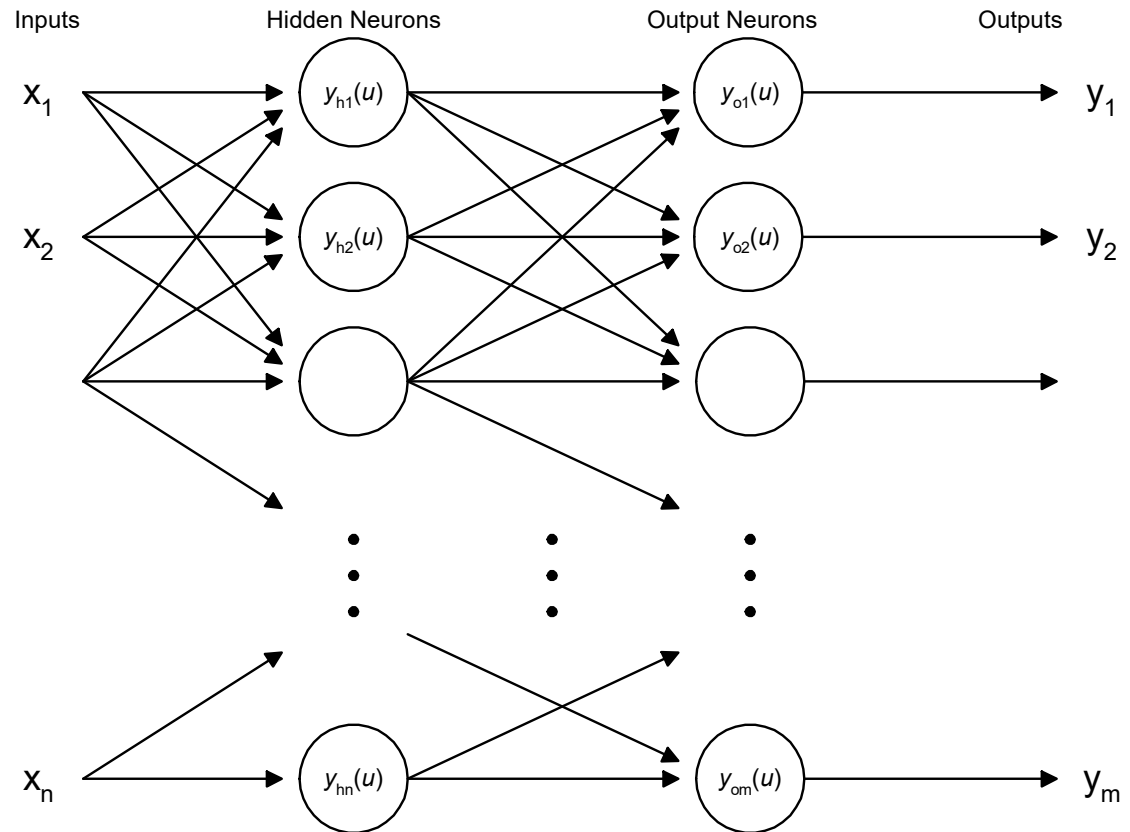 Inputs Hidden Neurons Output Neurons Outputs
x1 yh1(u) yo1(u) y1
x2 yh2(u) yo2(u) y2
xn yhn(u) yom(u) ym